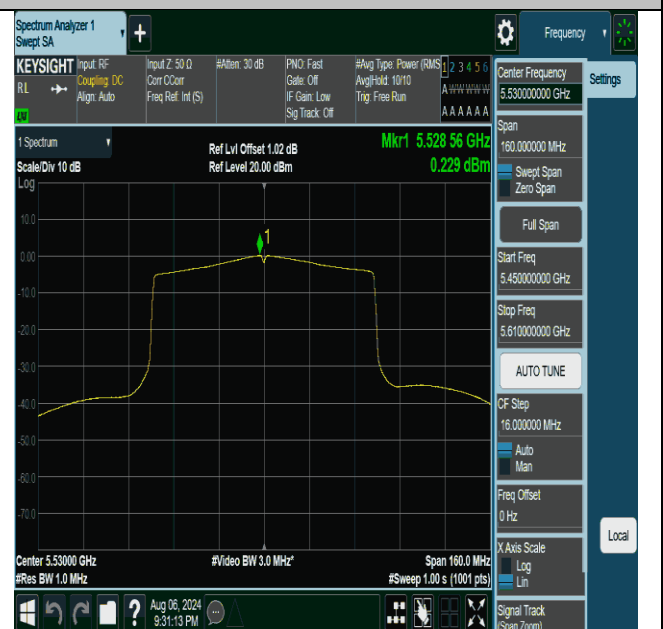 Spectrum Analyzer 1
Swept SA
Frequency
KEYSIGHT
RL
Input: RF
Coupling: DC
Align: Auto
Input Z: 50 Ω
Corr CCorr
Freq Ref: Int (S)
#Atten: 30 dB
PNO: Fast
Gate: Off
IF Gain: Low
Sig Track: Off
#Avg Type: Power (RMS
Avg|Hold: 10/10
Trig: Free Run
1 2 3 4 5 6
A W W W W W
A A A A A A
1 Spectrum
Scale/Div 10 dB
Log
Ref Lvl Offset 1.02 dB
Ref Level 20.00 dBm
Mkr1 5.528 56 GHz
0.229 dBm
1
10.0
0.00
-10.0
-20.0
-30.0
-40.0
-50.0
-60.0
-70.0
Center 5.53000 GHz
#Res BW 1.0 MHz
#Video BW 3.0 MHz*
Span 160.0 MHz
#Sweep 1.00 s (1001 pts)
Aug 06, 2024
9:31:13 PM
Center Frequency
5.530000000 GHz
Settings
Span
160.000000 MHz
Swept Span
Zero Span
Full Span
Start Freq
5.450000000 GHz
Stop Freq
5.610000000 GHz
AUTO TUNE
CF Step
16.000000 MHz
Auto
Man
Freq Offset
0 Hz
X Axis Scale
Log
Lin
Local
Signal Track
(Span Zoom)